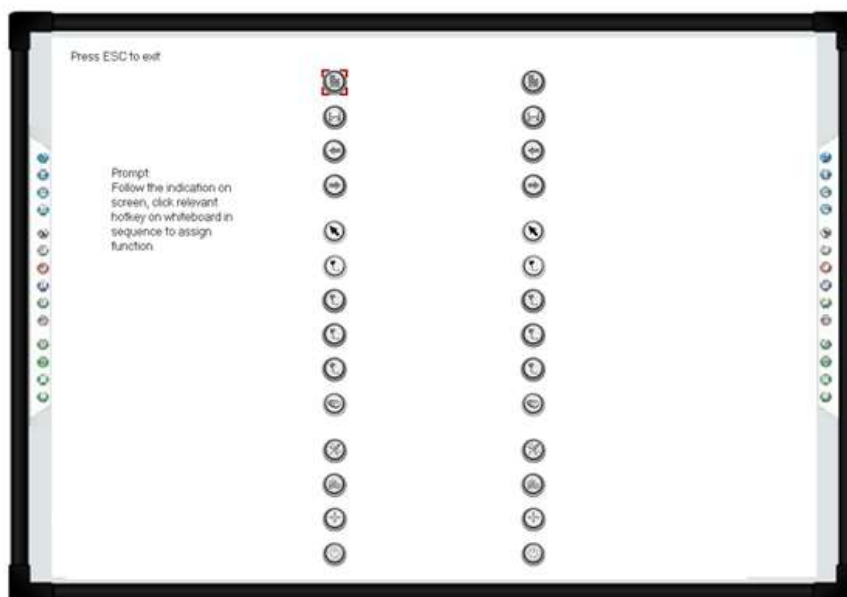 Press ESC to exit
Prompt:
Follow the indication on
screen, click relevant
hotkey on whiteboard in
sequence to assign
function.